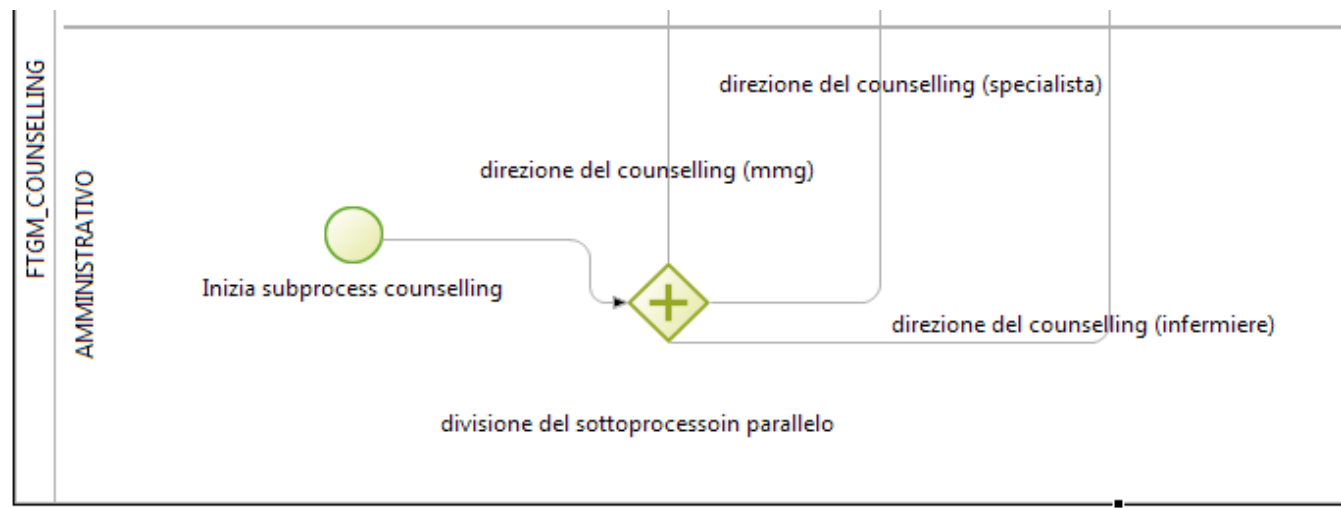 FTGM_COUNSELLING
AMMINISTRATIVO
direzione del counselling (specialista)
direzione del counselling (mmg)
Inizia subprocess counselling
direzione del counselling (infermiere)
divisione del sottoprocessoin parallelo